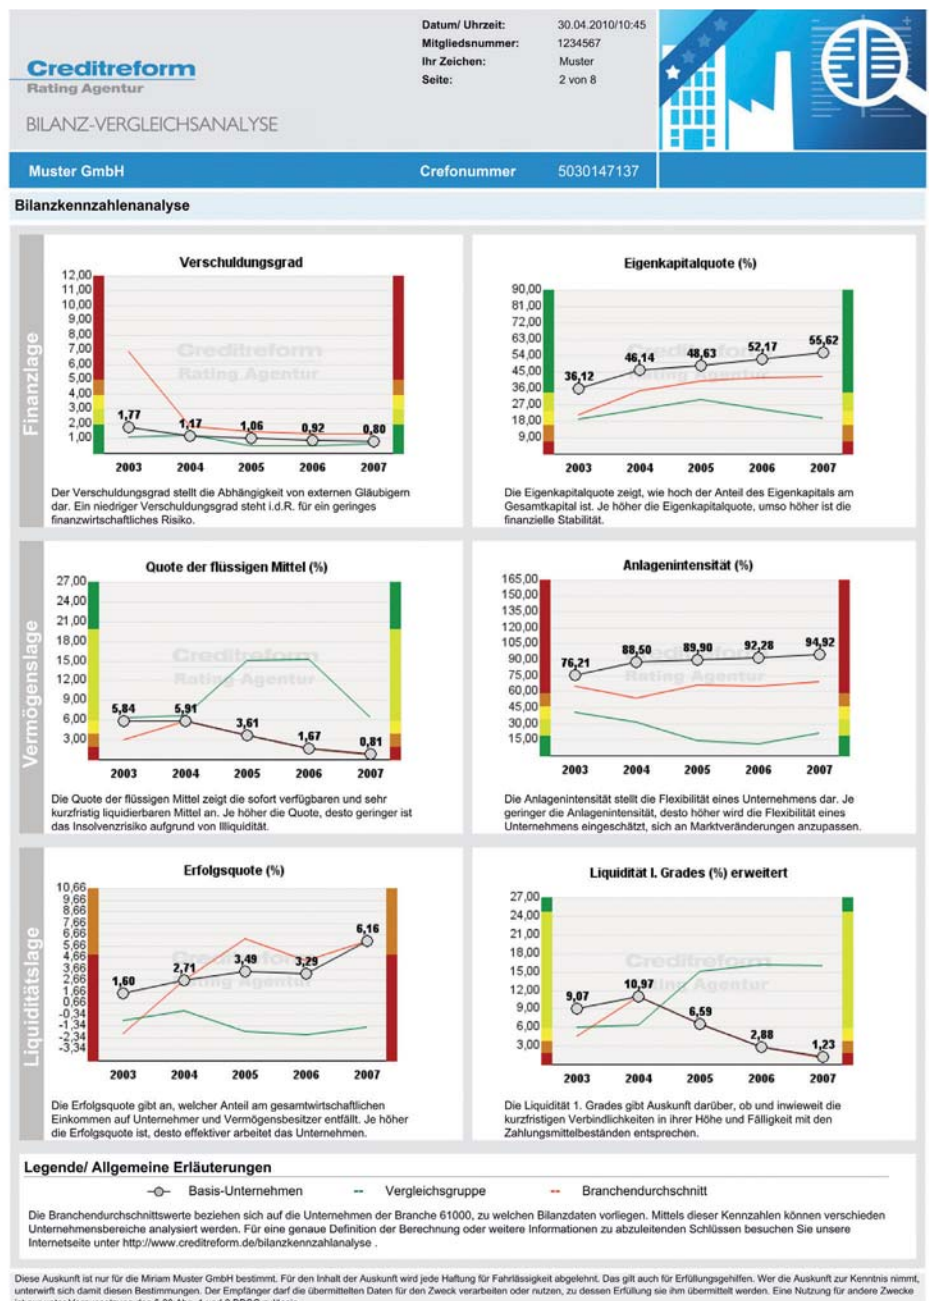 Datum/ Uhrzeit: 30.04.2010/10:45
Mitgliedsnummer: 1234567
Ihr Zeichen: Muster
Seite: 2 von 8
Creditreform
Rating Agentur
BILANZ-VERGLEICHSANALYSE
Muster GmbH Crefonummer 5030147137
Bilanzkennzahlenanalyse
Finanzlage
Verschuldungsgrad
12,00
11,00
10,00
9,00
8,00
7,00
6,00
5,00
4,00
3,00
2,00
1,00
Creditreform
Rating Agentur
1,77 1,17 1,06 0,92 0,80
2003 2004 2005 2006 2007
Der Verschuldungsgrad stellt die Abhängigkeit von externen Gläubigern
dar. Ein niedriger Verschuldungsgrad steht i.d.R. für ein geringes
finanzwirtschaftliches Risiko.
Eigenkapitalquote (%)
90,00
81,00
72,00
63,00
54,00
45,00
36,00
27,00
18,00
9,00
Creditreform
Rating Agentur
36,12 46,14 48,63 52,17 55,62
2003 2004 2005 2006 2007
Die Eigenkapitalquote zeigt, wie hoch der Anteil des Eigenkapitals am
Gesamtkapital ist. Je höher die Eigenkapitalquote, umso höher ist die
finanzielle Stabilität.
Vermögenslage
Quote der flüssigen Mittel (%)
27,00
24,00
21,00
18,00
15,00
12,00
9,00
6,00
3,00
Creditreform
Rating Agentur
5,84 5,91 3,61 1,67 0,81
2003 2004 2005 2006 2007
Die Quote der flüssigen Mittel zeigt die sofort verfügbaren und sehr
kurzfristig liquidierbaren Mittel an. Je höher die Quote, desto geringer ist
das Insolvenzrisiko aufgrund von Illiquidität.
Anlagenintensität (%)
165,00
150,00
135,00
120,00
105,00
90,00
75,00
60,00
45,00
30,00
15,00
Creditreform
Rating Agentur
76,21 88,50 89,90 92,28 94,92
2003 2004 2005 2006 2007
Die Anlagenintensität stellt die Flexibilität eines Unternehmens dar. Je
geringer die Anlagenintensität, desto höher wird die Flexibilität eines
Unternehmens eingeschätzt, sich an Marktveränderungen anzupassen.
Liquiditätslage
Erfolgsquote (%)
10,66
9,66
8,66
7,66
6,66
5,66
4,66
3,66
2,66
1,66
0,66
-0,34
-1,34
-2,34
-3,34
Creditreform
Rating Agentur
1,60 2,71 3,49 3,29 6,16
2003 2004 2005 2006 2007
Die Erfolgsquote gibt an, welcher Anteil am gesamtwirtschaftlichen
Einkommen auf Unternehmer und Vermögensbesitzer entfällt. Je höher
die Erfolgsquote ist, desto effektiver arbeitet das Unternehmen.
Liquidität I. Grades (%) erweitert
27,00
24,00
21,00
18,00
15,00
12,00
9,00
6,00
3,00
Creditreform
Rating Agentur
9,07 10,97 6,59 2,88 1,23
2003 2004 2005 2006 2007
Die Liquidität 1. Grades gibt Auskunft darüber, ob und inwieweit die
kurzfristigen Verbindlichkeiten in ihrer Höhe und Fälligkeit mit den
Zahlungsmittelbeständen entsprechen.
Legende/ Allgemeine Erläuterungen
Basis-Unternehmen Vergleichsgruppe Branchendurchschnitt
Die Branchendurchschnittswerte beziehen sich auf die Unternehmen der Branche 61000, zu welchen Bilanzdaten vorliegen. Mittels dieser Kennzahlen können verschieden
Unternehmensbereiche analysiert werden. Für eine genaue Definition der Berechnung oder weitere Informationen zu abzuleitenden Schlüssen besuchen Sie unsere
Internetseite unter http://www.creditreform.de/bilanzkennzahlanalyse .
Diese Auskunft ist nur für die Miriam Muster GmbH bestimmt. Für den Inhalt der Auskunft wird jede Haftung für Fahrlässigkeit abgelehnt. Das gilt auch für Erfüllungsgehilfen. Wer die Auskunft zur Kenntnis nimmt,
unterwirft sich damit diesen Bestimmungen. Der Empfänger darf die übermittelten Daten für den Zweck verarbeiten oder nutzen, zu dessen Erfüllung sie ihm übermittelt werden. Eine Nutzung für andere Zwecke